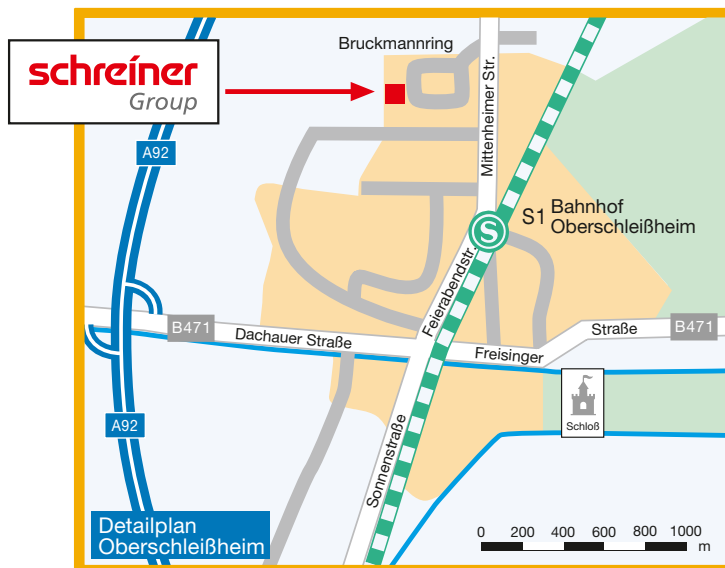 schreiner
Group
Bruckmannring
Mittenheimer Str.
A92
S
S1 Bahnhof
Oberschleißheim
Feierabendstr.
B471
Dachauer Straße
Freisinger
Straße
B471
A92
Schloß
Sonnenstraße
Detailplan
Oberschleißheim
0 200 400 600 800 1000
m